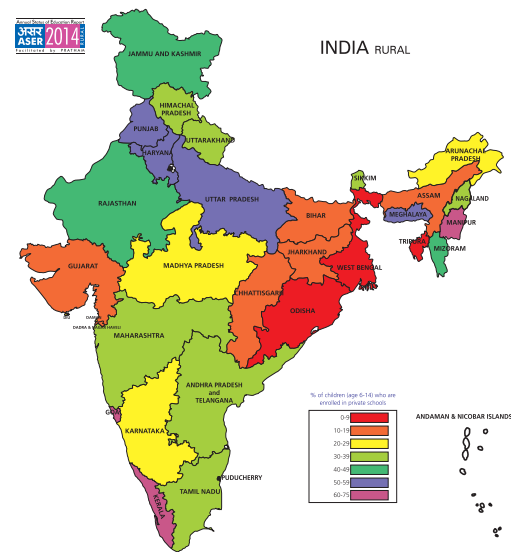 Annual Status of Education Report
असर
ASER
2014
RURAL
Facilitated by PRATHAM
INDIA RURAL
JAMMU AND KASHMIR
HIMACHAL
PRADESH
PUNJAB
UTTARAKHAND
HARYANA
ARUNACHAL
PRADESH
SIKKIM
RAJASTHAN
UTTAR PRADESH
ASSAM
NAGALAND
BIHAR
MEGHALAYA
MANIPUR
TRIPURA
MIZORAM
JHARKHAND
GUJARAT
MADHYA PRADESH
WEST BENGAL
CHHATTISGARH
ODISHA
DIU
DAMAN
DADRA & NAGAR HAVELI
MAHARASHTRA
ANDHRA PRADESH
and
TELANGANA
GOA
KARNATAKA
PUDUCHERRY
TAMIL NADU
KERALA
% of children (age 6-14) who are
enrolled in private schools
0-9
10-19
20-29
30-39
40-49
50-59
60-75
ANDAMAN & NICOBAR ISLANDS